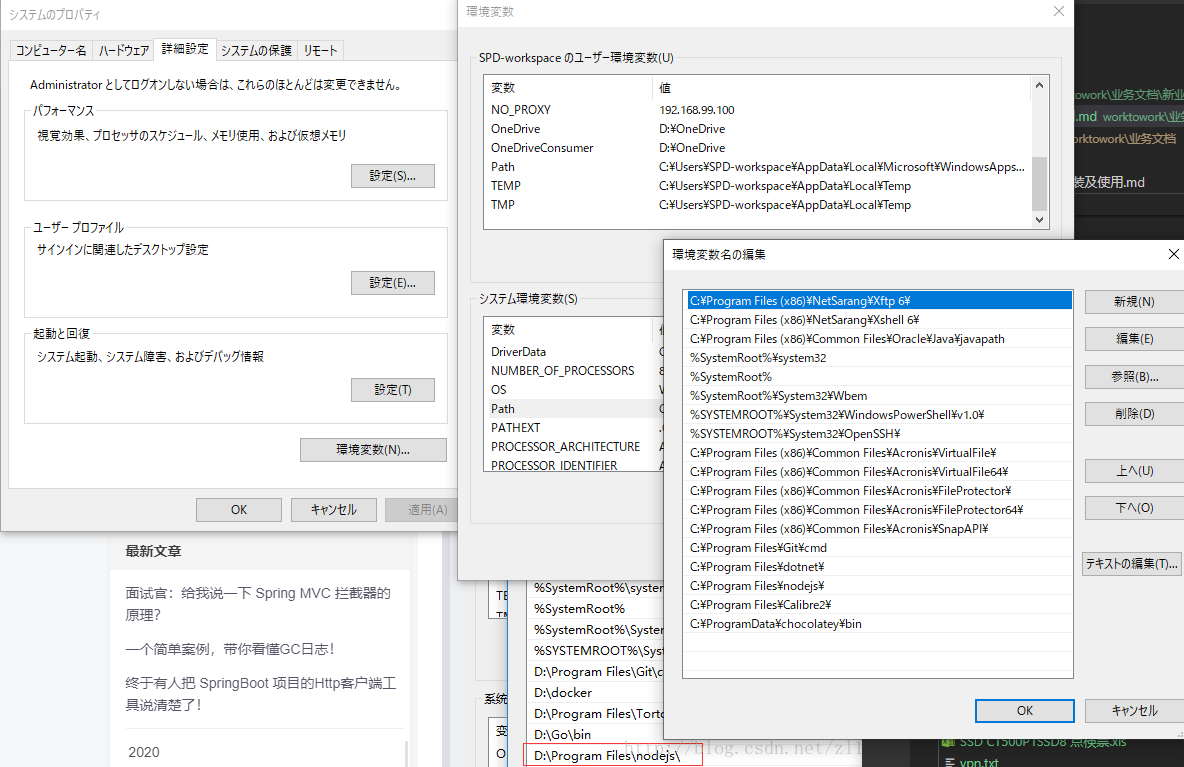 システムのプロパティ
コンピューター名
ハードウェア
詳細設定
システムの保護
リモート
Administrator としてログオンしない場合は、これらのほとんどは変更できません。
パフォーマンス
視覚効果、プロセッサのスケジュール、メモリ使用、および仮想メモリ
設定(S)...
ユーザー プロファイル
サインインに関連したデスクトップ設定
設定(E)...
起動と回復
システム起動、システム障害、およびデバッグ情報
設定(T)
環境変数(N)...
OK
キャンセル
適用(A)
環境変数
SPD-workspace のユーザー環境変数(U)
変数 値
NO_PROXY 192.168.99.100
OneDrive D:¥OneDrive
OneDriveConsumer D:¥OneDrive
Path C:¥Users¥SPD-workspace¥AppData¥Local¥Microsoft¥WindowsApps...
TEMP C:¥Users¥SPD-workspace¥AppData¥Local¥Temp
TMP C:¥Users¥SPD-workspace¥AppData¥Local¥Temp
システム環境変数(S)
変数
DriverData
NUMBER_OF_PROCESSORS
OS
Path
PATHEXT
PROCESSOR_ARCHITECTURE
PROCESSOR_IDENTIFIER
環境変数名の編集
C:¥Program Files (x86)¥NetSarang¥Xftp 6¥
C:¥Program Files (x86)¥NetSarang¥Xshell 6¥
C:¥Program Files (x86)¥Common Files¥Oracle¥Java¥javapath
%SystemRoot%¥system32
%SystemRoot%
%SystemRoot%¥System32¥Wbem
%SYSTEMROOT%¥System32¥WindowsPowerShell¥v1.0¥
%SYSTEMROOT%¥System32¥OpenSSH¥
C:¥Program Files (x86)¥Common Files¥Acronis¥VirtualFile¥
C:¥Program Files (x86)¥Common Files¥Acronis¥VirtualFile64¥
C:¥Program Files (x86)¥Common Files¥Acronis¥FileProtector¥
C:¥Program Files (x86)¥Common Files¥Acronis¥FileProtector64¥
C:¥Program Files (x86)¥Common Files¥Acronis¥SnapAPI¥
C:¥Program Files¥Git¥cmd
C:¥Program Files¥dotnet¥
C:¥Program Files¥nodejs¥
C:¥Program Files¥Calibre2¥
C:¥ProgramData¥chocolatey¥bin
新規(N)
編集(E)
参照(B)...
削除(D)
上へ(U)
下へ(O)
テキストの編集(T)...
OK
キャンセル
towork\业务文档\新业
.md worktowork\业务
orktowork\业务文档
装及使用.md
最新文章
面试官：给我说一下 Spring MVC 拦截器的
原理?
一个简单案例，带你看懂GC日志！
终于有人把 SpringBoot 项目的Http客户端工
具说清楚了！
2020
TE
系统
变
O
%SystemRoot%\system
%SystemRoot%
%SystemRoot%\System
%SYSTEMROOT%\Syst
D:\Program Files\Git\c
D:\docker
D:\Program Files\Torto
D:\Go\bin
D:\Program Files\nodejs\
http://blog.csdn.net/zll
SSD CT500P1SSD8 点検票.xls
vpn.txt